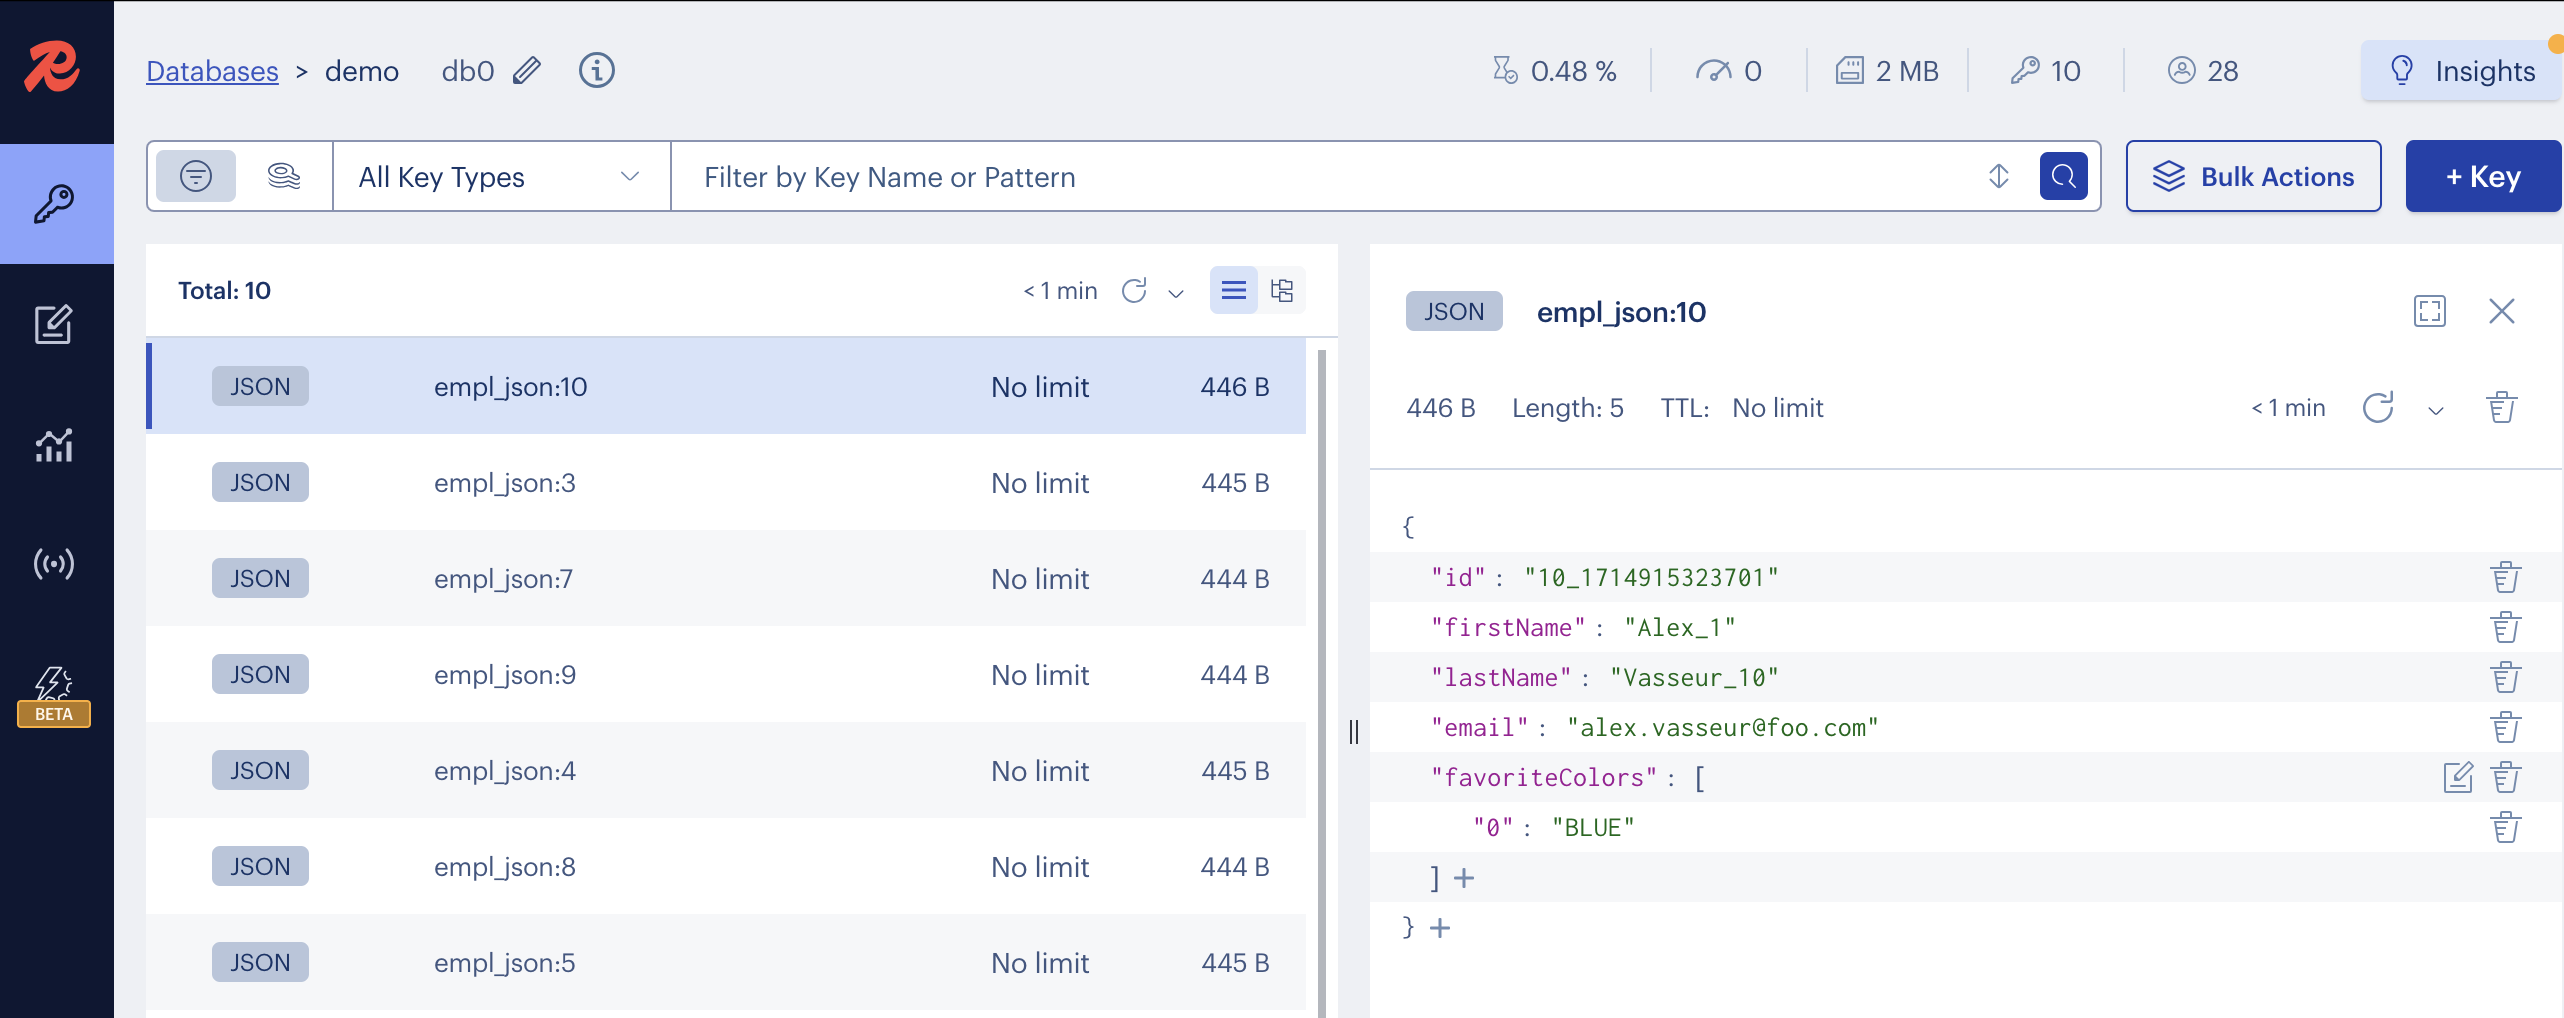 Databases > demo db0 0.48 % 0 2 MB 10 28 Insights
All Key Types Filter by Key Name or Pattern Bulk Actions + Key
Total: 10 < 1 min
JSON empl_json:10 No limit 446 B
JSON empl_json:3 No limit 445 B
JSON empl_json:7 No limit 444 B
JSON empl_json:9 No limit 444 B
JSON empl_json:4 No limit 445 B
JSON empl_json:8 No limit 444 B
JSON empl_json:5 No limit 445 B
BETA
JSON empl_json:10
446 B Length: 5 TTL: No limit < 1 min
{
"id" : "10_1714915323701"
"firstName" : "Alex_1"
"lastName" : "Vasseur_10"
"email" : "alex.vasseur@foo.com"
"favoriteColors" : [
"0" : "BLUE"
] +
} +